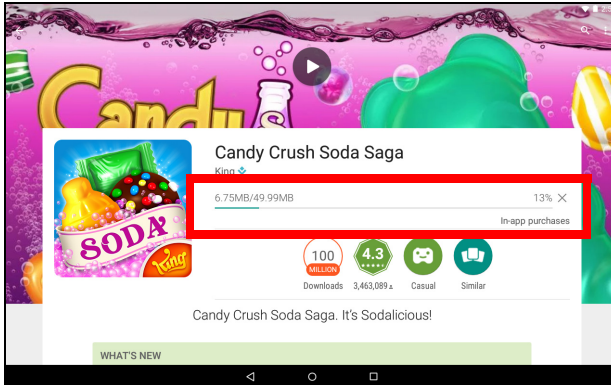 Candy
S
Candy Crush Soda Saga
King
6.75MB/49.99MB 13%
In-app purchases
SODA
King
100
MILLION
4.3
Downloads 3,463,089 Casual Similar
Candy Crush Soda Saga. It's Sodalicious!
WHAT'S NEW